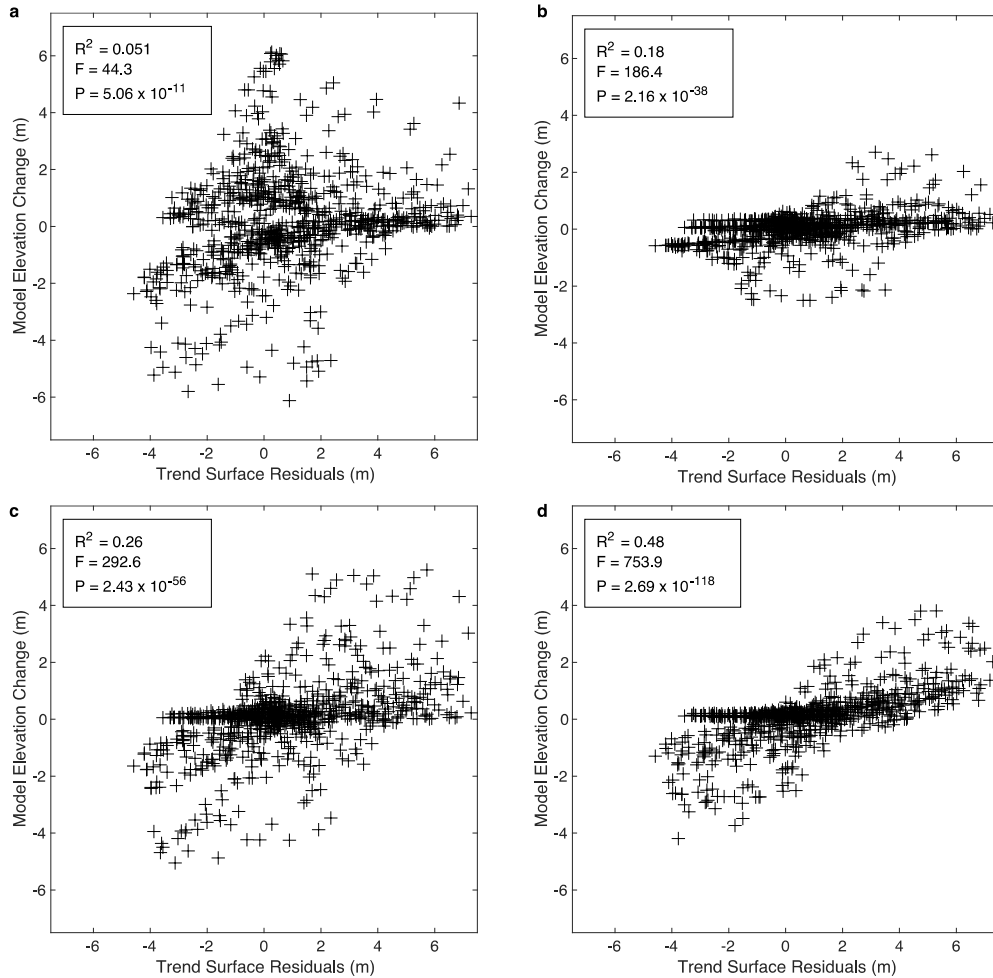 a
R² = 0.051
F = 44.3
P = 5.06 x 10⁻¹¹
6
4
2
0
-2
-4
-6
Model Elevation Change (m)
-6 -4 -2 0 2 4 6
Trend Surface Residuals (m)
b
R² = 0.18
F = 186.4
P = 2.16 x 10⁻³⁸
6
4
2
0
-2
-4
-6
Model Elevation Change (m)
-6 -4 -2 0 2 4 6
Trend Surface Residuals (m)
c
R² = 0.26
F = 292.6
P = 2.43 x 10⁻⁵⁶
6
4
2
0
-2
-4
-6
Model Elevation Change (m)
-6 -4 -2 0 2 4 6
Trend Surface Residuals (m)
d
R² = 0.48
F = 753.9
P = 2.69 x 10⁻¹¹⁸
6
4
2
0
-2
-4
-6
Model Elevation Change (m)
-6 -4 -2 0 2 4 6
Trend Surface Residuals (m)